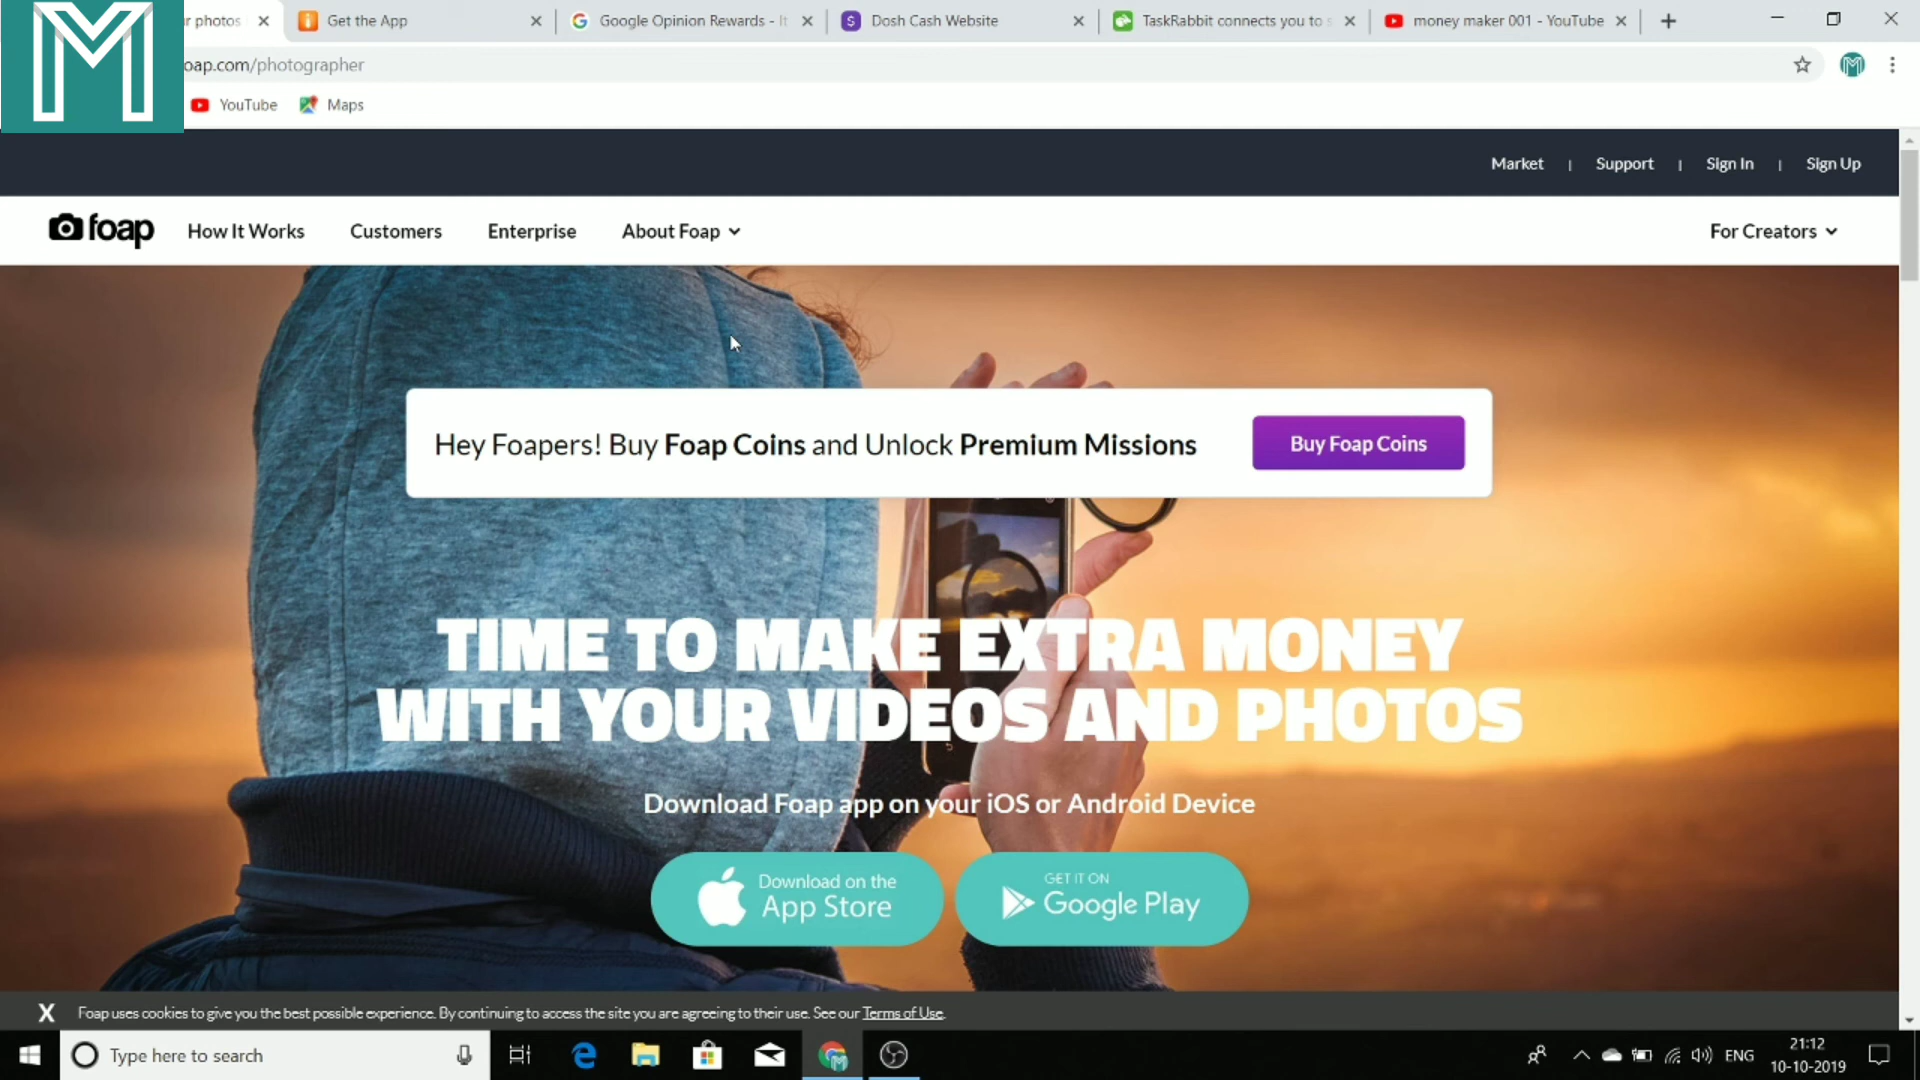 r photos
Get the App
Google Opinion Rewards - It
Dosh Cash Website
TaskRabbit connects you to s
money maker 001 - YouTube
M
oap.com/photographer
YouTube
Maps
Market | Support | Sign In | Sign Up
foap
How It Works
Customers
Enterprise
About Foap
For Creators
Hey Foapers! Buy Foap Coins and Unlock Premium Missions
Buy Foap Coins
TIME TO MAKE EXTRA MONEY
WITH YOUR VIDEOS AND PHOTOS
Download Foap app on your iOS or Android Device
Download on the
App Store
GET IT ON
Google Play
X Foap uses cookies to give you the best possible experience. By continuing to access the site you are agreeing to their use. See our Terms of Use.
Type here to search
ENG
21:12
10-10-2019